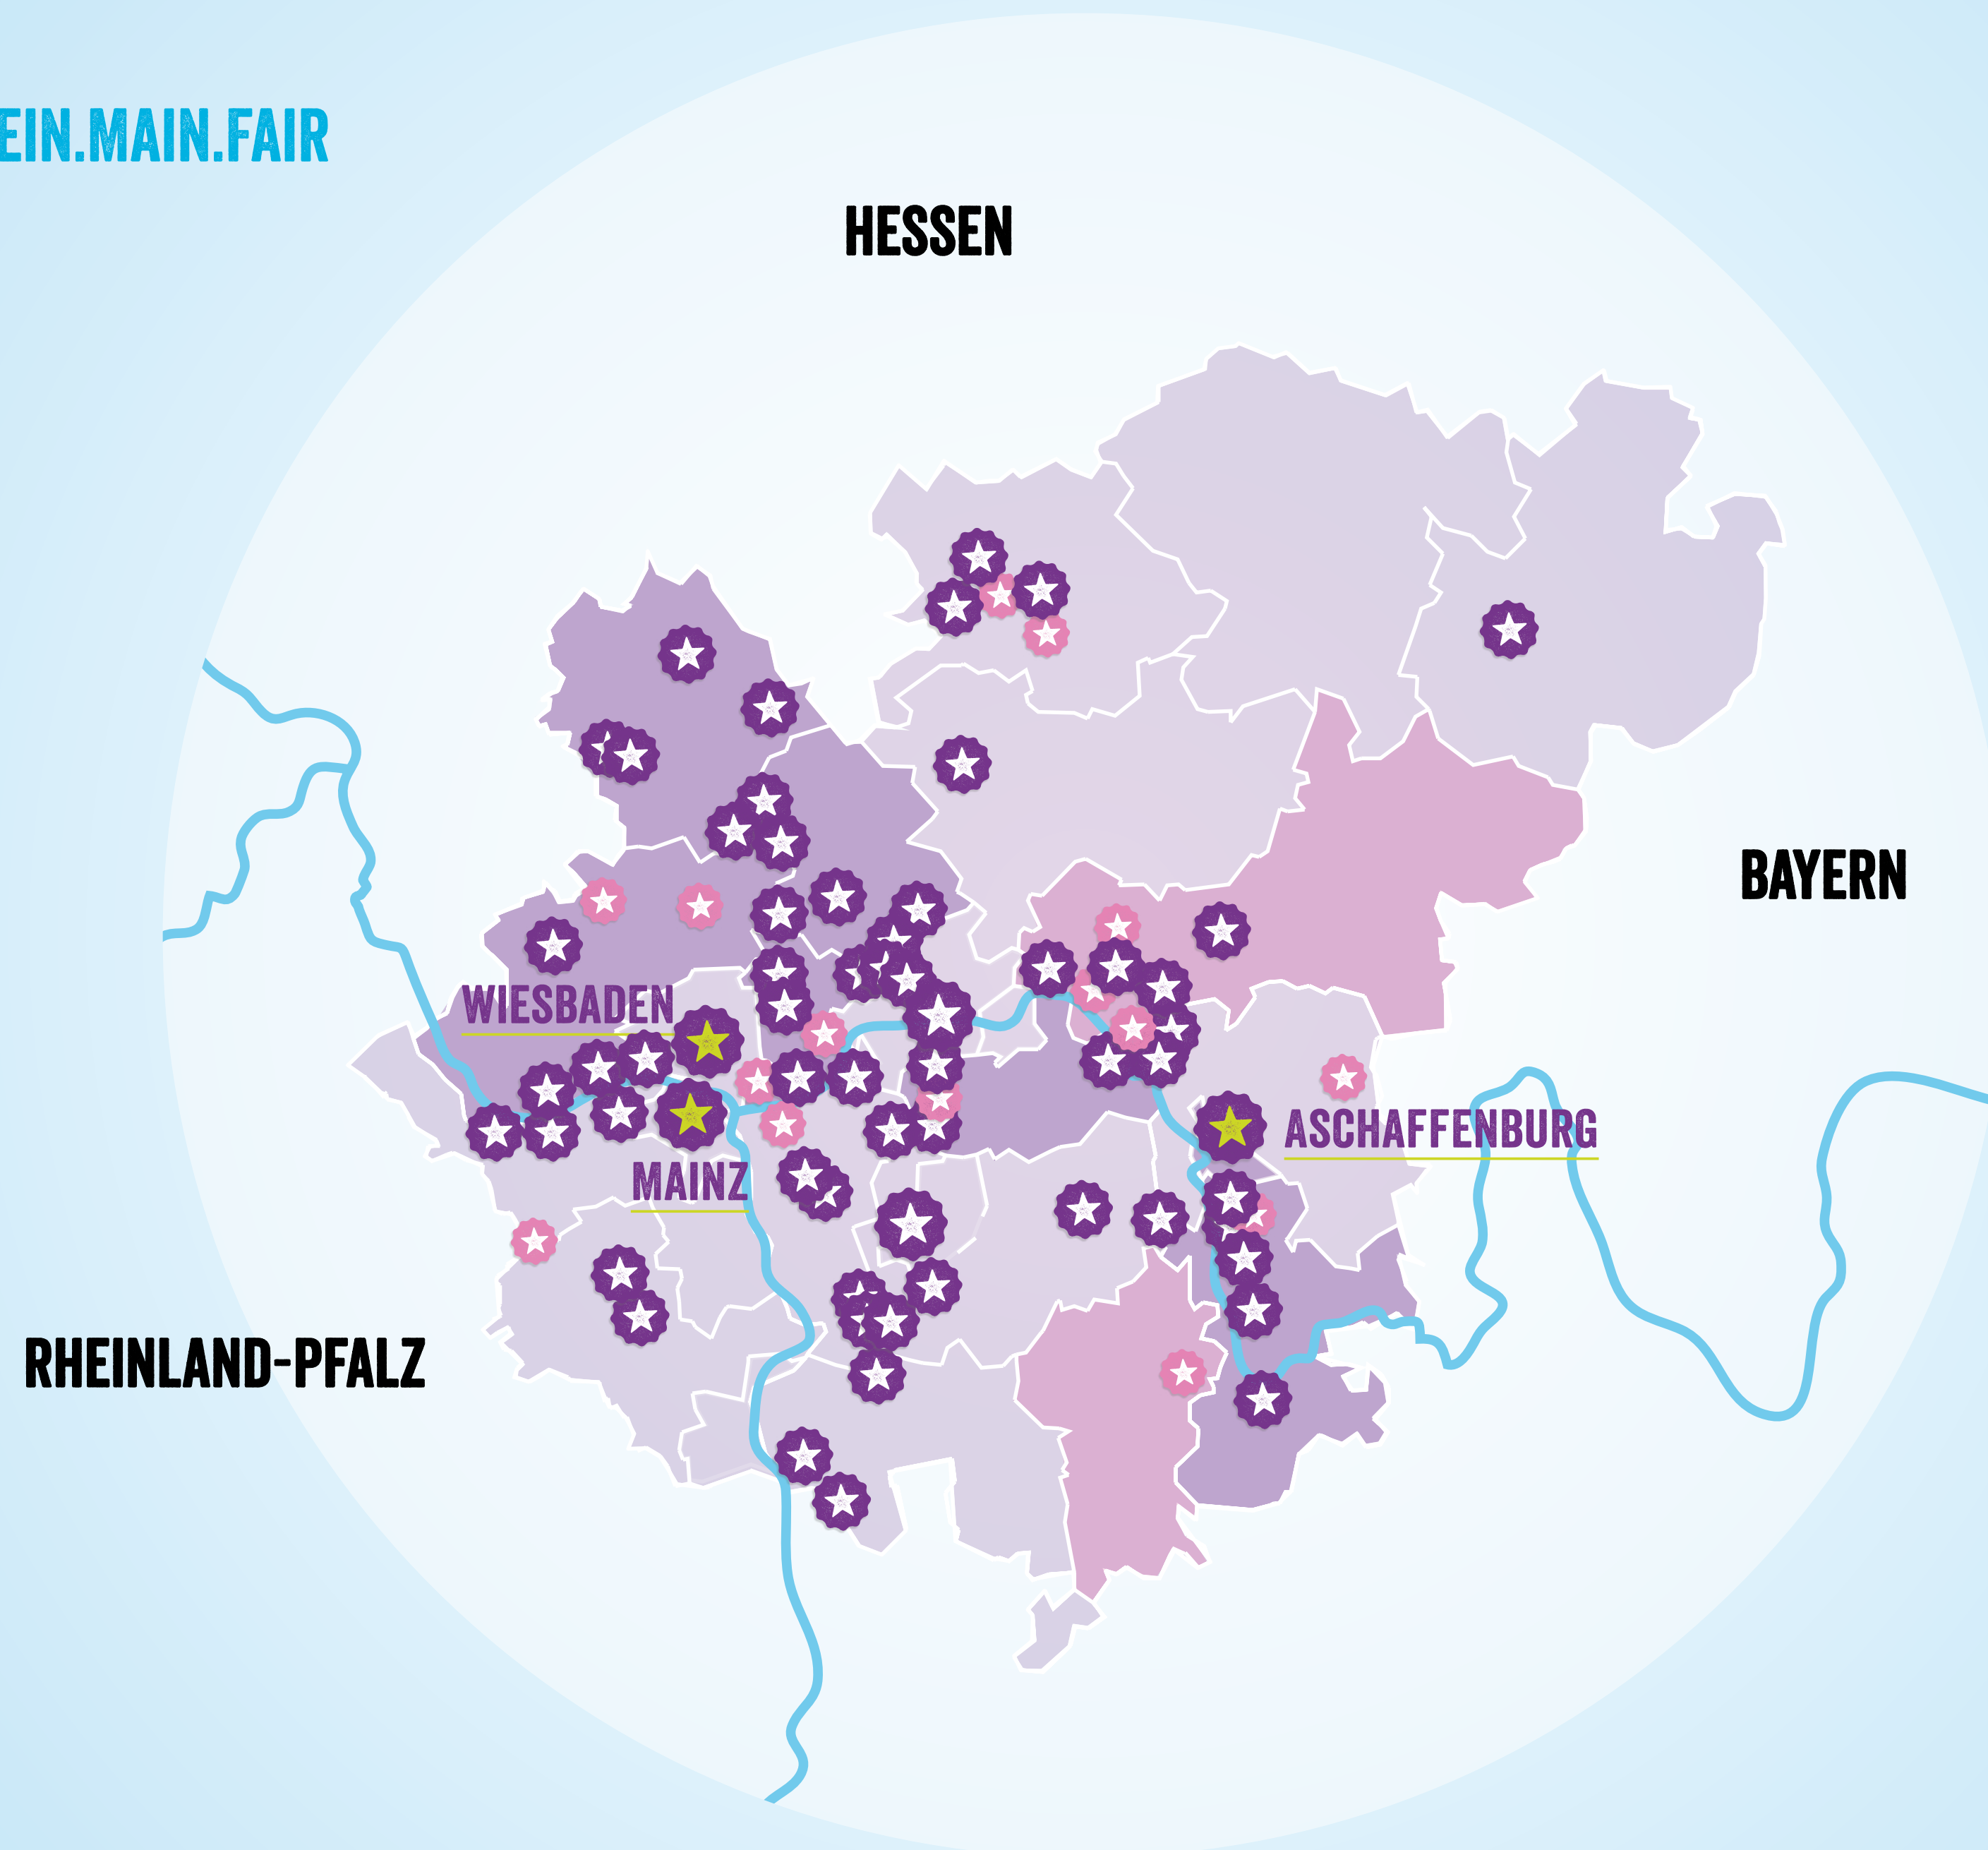 EIN.MAIN.FAIR
HESSEN
BAYERN
WIESBADEN
ASCHAFFENBURG
MAINZ
RHEINLAND-PFALZ